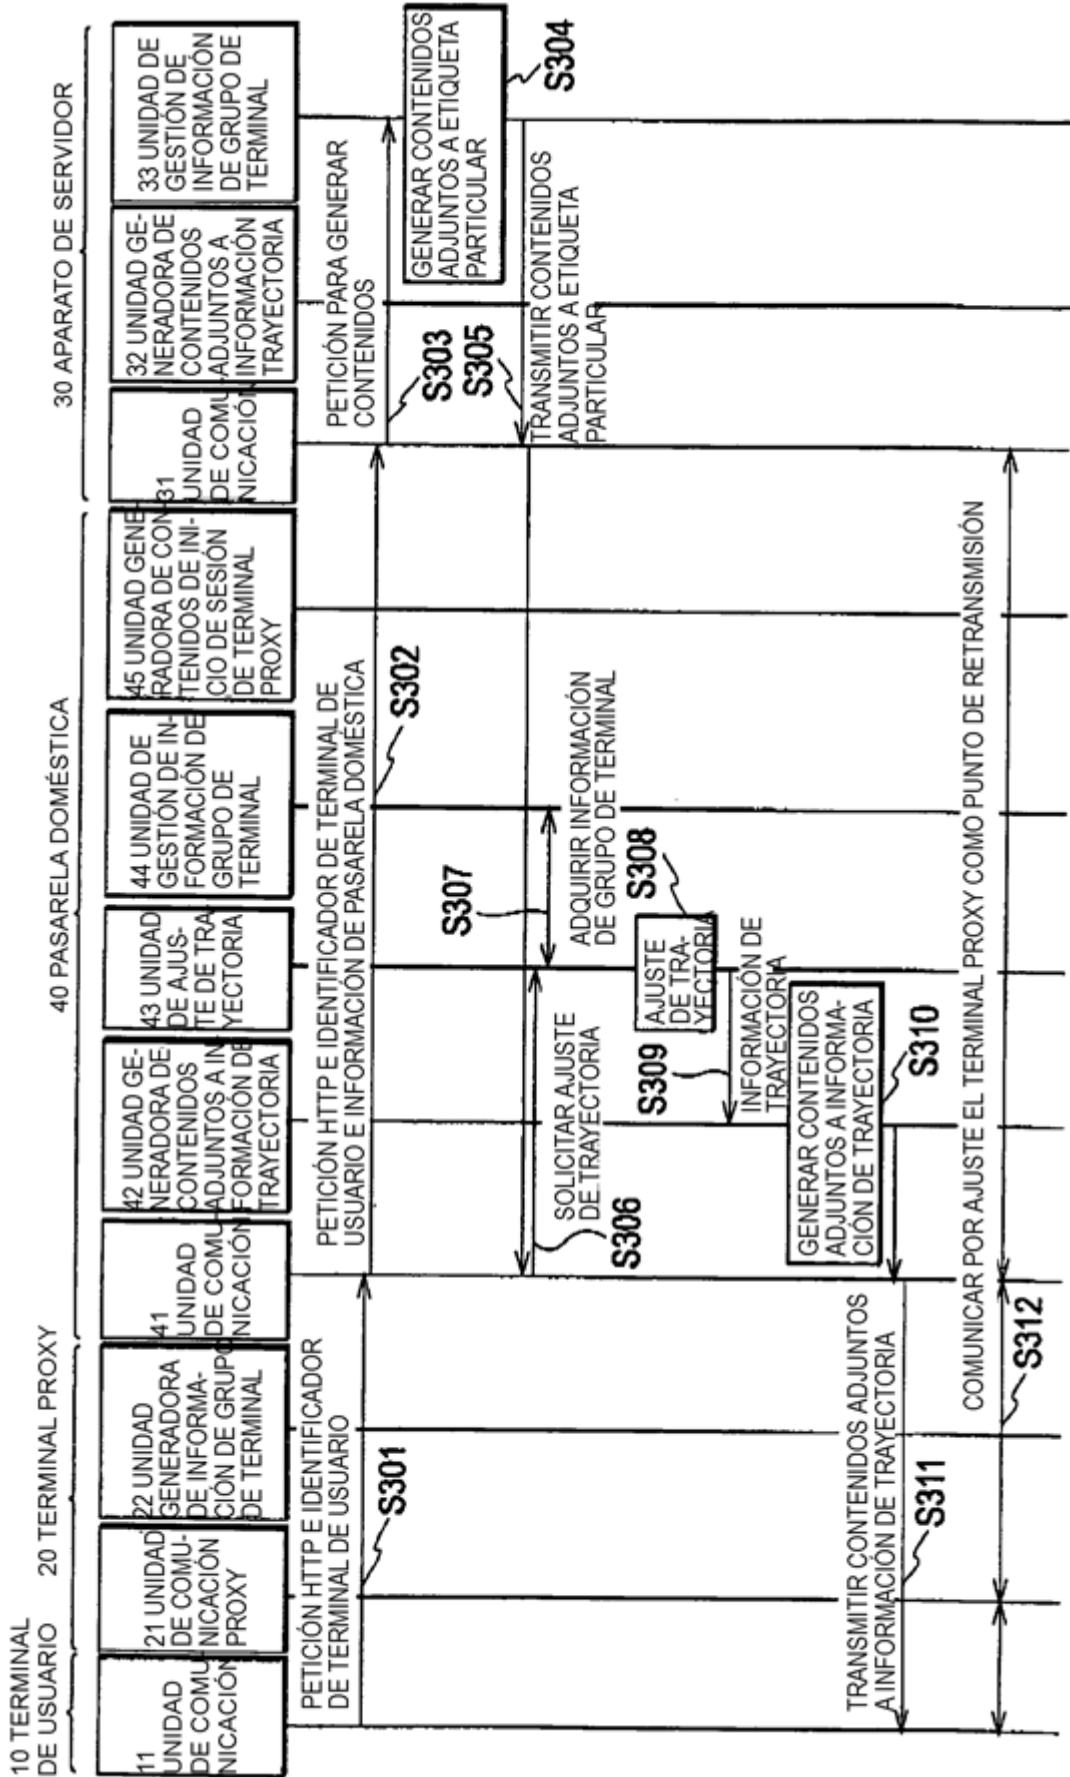 10 TERMINAL
DE USUARIO
20 TERMINAL PROXY
40 PASARELA DOMÉSTICA
30 APARATO DE SERVIDOR
11
UNIDAD
DE COMU-
NICACIÓN
21 UNIDAD
DE COMU-
NICACIÓN
PROXY
22 UNIDAD
GENERADORA
DE INFORMA-
CIÓN DE GRUPO
DE TERMINAL
41
UNIDAD
DE COMU-
NICACIÓN
42 UNIDAD GE-
NERADORA DE
CONTENIDOS
ADJUNTOS A IN-
FORMACIÓN DE
TRAYECTORIA
43 UNIDAD
DE AJUS-
TE DE TRA
YECTORIA
44 UNIDAD DE
GESTIÓN DE IN-
FORMACIÓN DE
GRUPO DE
TERMINAL
45 UNIDAD GENE-
RADORA DE CON-
TENIDOS DE INI-
CIO DE SESIÓN
DE TERMINAL
PROXY
31
UNIDAD
DE COMU-
NICACIÓN
32 UNIDAD GE-
NERADORA DE
CONTENIDOS
ADJUNTOS A
INFORMACIÓN
TRAYECTORIA
33 UNIDAD DE
GESTIÓN DE
INFORMACIÓN
DE GRUPO DE
TERMINAL
PETICIÓN HTTP E IDENTIFICADOR
DE TERMINAL DE USUARIO
S301
PETICIÓN HTTP E IDENTIFICADOR DE TERMINAL DE
USUARIO E INFORMACIÓN DE PASARELA DOMÉSTICA
S302
PETICIÓN PARA GENERAR
CONTENIDOS
S303
GENERAR CONTENIDOS
ADJUNTOS A ETIQUETA
PARTICULAR
S304
S305
TRANSMITIR CONTENIDOS
ADJUNTOS A ETIQUETA
PARTICULAR
SOLICITAR AJUSTE
DE TRAYECTORIA
S306
S307
ADQUIRIR INFORMACIÓN
DE GRUPO DE TERMINAL
AJUSTE
DE TRA-
YECTORIA
S308
S309
INFORMACIÓN DE
TRAYECTORIA
GENERAR CONTENIDOS
ADJUNTOS A INFORMA-
CIÓN DE TRAYECTORIA
S310
TRANSMITIR CONTENIDOS ADJUNTOS
A INFORMACIÓN DE TRAYECTORIA
S311
COMUNICAR POR AJUSTE EL TERMINAL PROXY COMO PUNTO DE RETRANSMISIÓN
S312